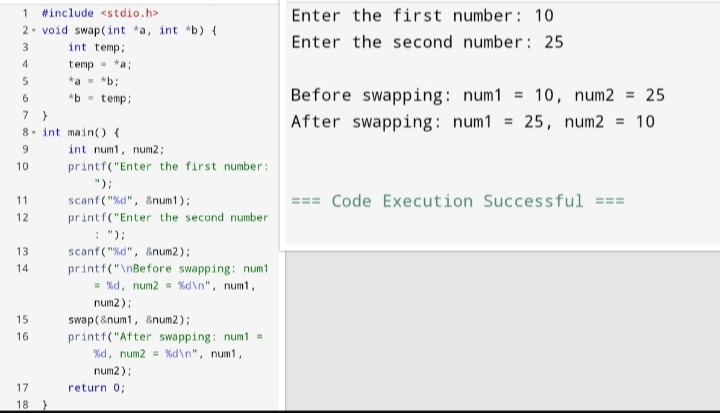 1 #include <stdio.h>
2 void swap(int *a, int *b) {
3 int temp;
4 temp = *a;
5 *a = *b;
6 *b = temp;
7 }
8 int main() {
9 int num1, num2;
10 printf("Enter the first number:
");
11 scanf("%d", &num1);
12 printf("Enter the second number
: ");
13 scanf("%d", &num2);
14 printf("\nBefore swapping: num1
= %d, num2 = %d\n", num1,
num2);
15 swap(&num1, &num2);
16 printf("After swapping: num1 =
%d, num2 = %d\n", num1,
num2);
17 return 0;
18 }
Enter the first number: 10
Enter the second number: 25
Before swapping: num1 = 10, num2 = 25
After swapping: num1 = 25, num2 = 10
=== Code Execution Successful ===